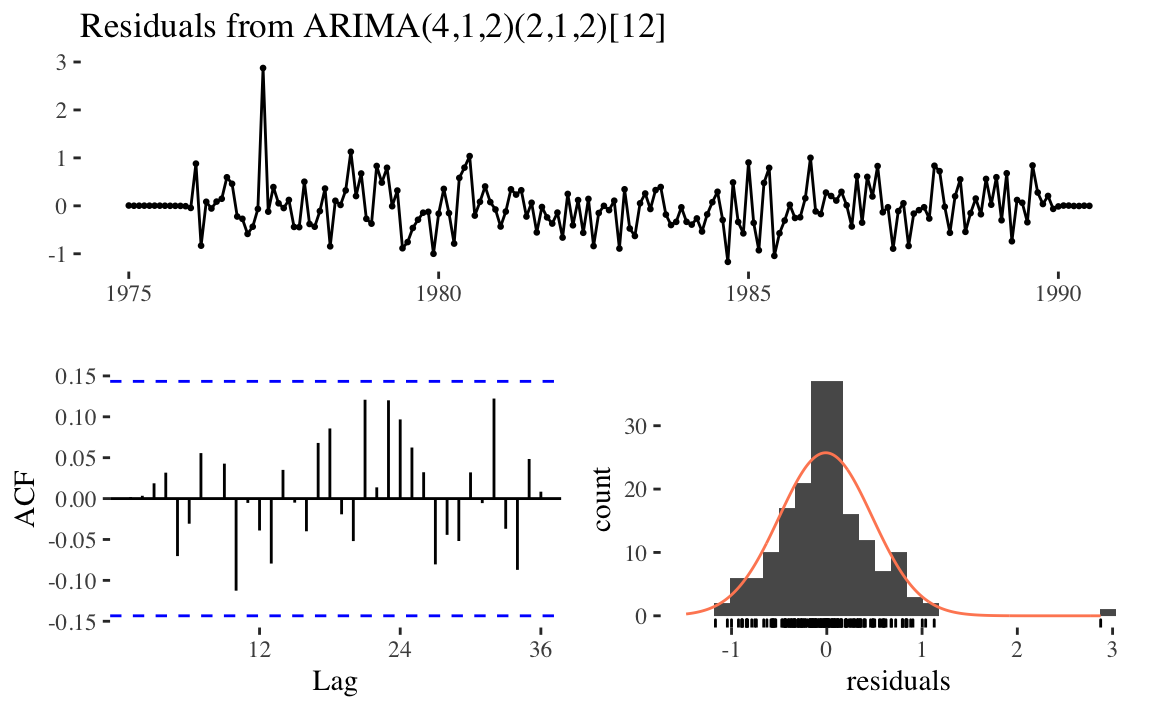 Residuals from ARIMA(4,1,2)(2,1,2)[12]
3
2
1
0
-1
1975 1980 1985 1990
ACF
0.15
0.10
0.05
0.00
-0.05
-0.10
-0.15
12 24 36
Lag
count
30
20
10
0
-1 0 1 2 3
residuals